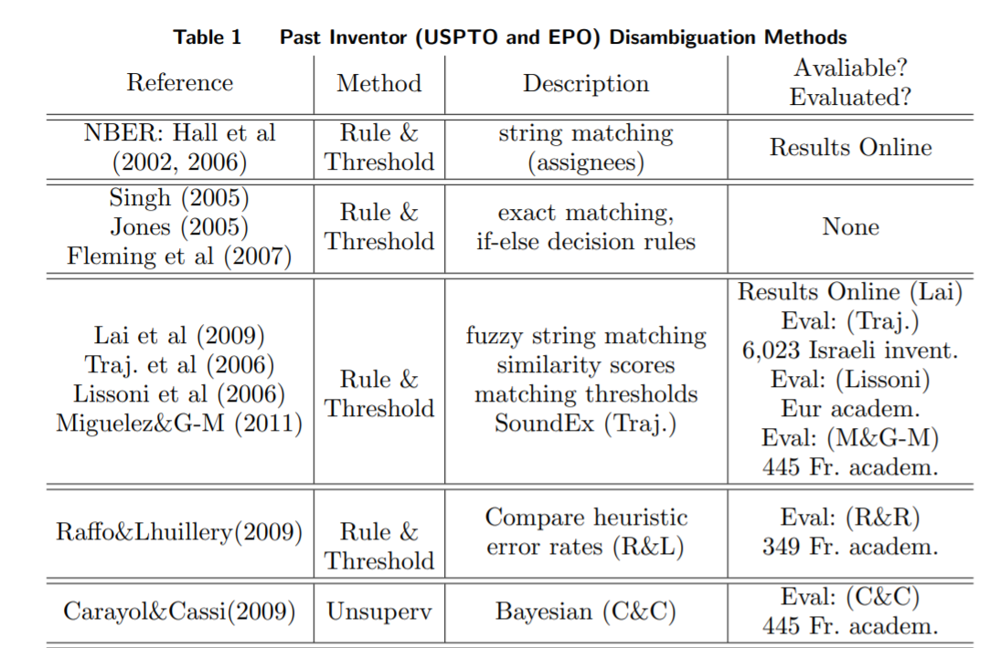 Table 1 Past Inventor (USPTO and EPO) Disambiguation Methods
Reference
Method
Description
Avaliable?
Evaluated?
NBER: Hall et al
(2002, 2006)
Rule &
Threshold
string matching
(assignees)
Results Online
Singh (2005)
Jones (2005)
Fleming et al (2007)
Rule &
Threshold
exact matching,
if-else decision rules
None
Lai et al (2009)
Traj. et al (2006)
Lissoni et al (2006)
Miguelez&G-M (2011)
Rule &
Threshold
fuzzy string matching
similarity scores
matching thresholds
SoundEx (Traj.)
Results Online (Lai)
Eval: (Traj.)
6,023 Israeli invent.
Eval: (Lissoni)
Eur academ.
Eval: (M&G-M)
445 Fr. academ.
Raffo&Lhuillery(2009)
Rule &
Threshold
Compare heuristic
error rates (R&L)
Eval: (R&R)
349 Fr. academ.
Carayol&Cassi(2009)
Unsuperv
Bayesian (C&C)
Eval: (C&C)
445 Fr. academ.